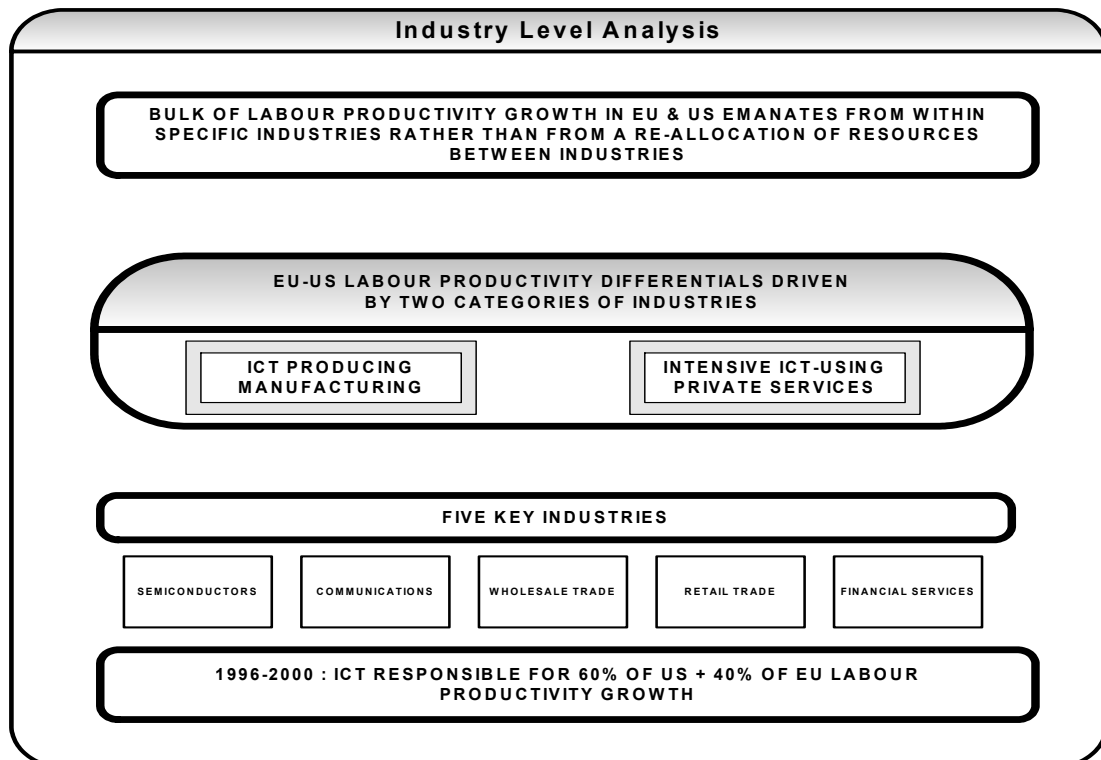 Industry Level Analysis
BULK OF LABOUR PRODUCTIVITY GROWTH IN EU & US EMANATES FROM WITHIN
SPECIFIC INDUSTRIES RATHER THAN FROM A RE-ALLOCATION OF RESOURCES
BETWEEN INDUSTRIES
EU-US LABOUR PRODUCTIVITY DIFFERENTIALS DRIVEN
BY TWO CATEGORIES OF INDUSTRIES
ICT PRODUCING
MANUFACTURING
INTENSIVE ICT-USING
PRIVATE SERVICES
FIVE KEY INDUSTRIES
SEMICONDUCTORS
COMMUNICATIONS
WHOLESALE TRADE
RETAIL TRADE
FINANCIAL SERVICES
1996-2000 : ICT RESPONSIBLE FOR 60% OF US + 40% OF EU LABOUR
PRODUCTIVITY GROWTH